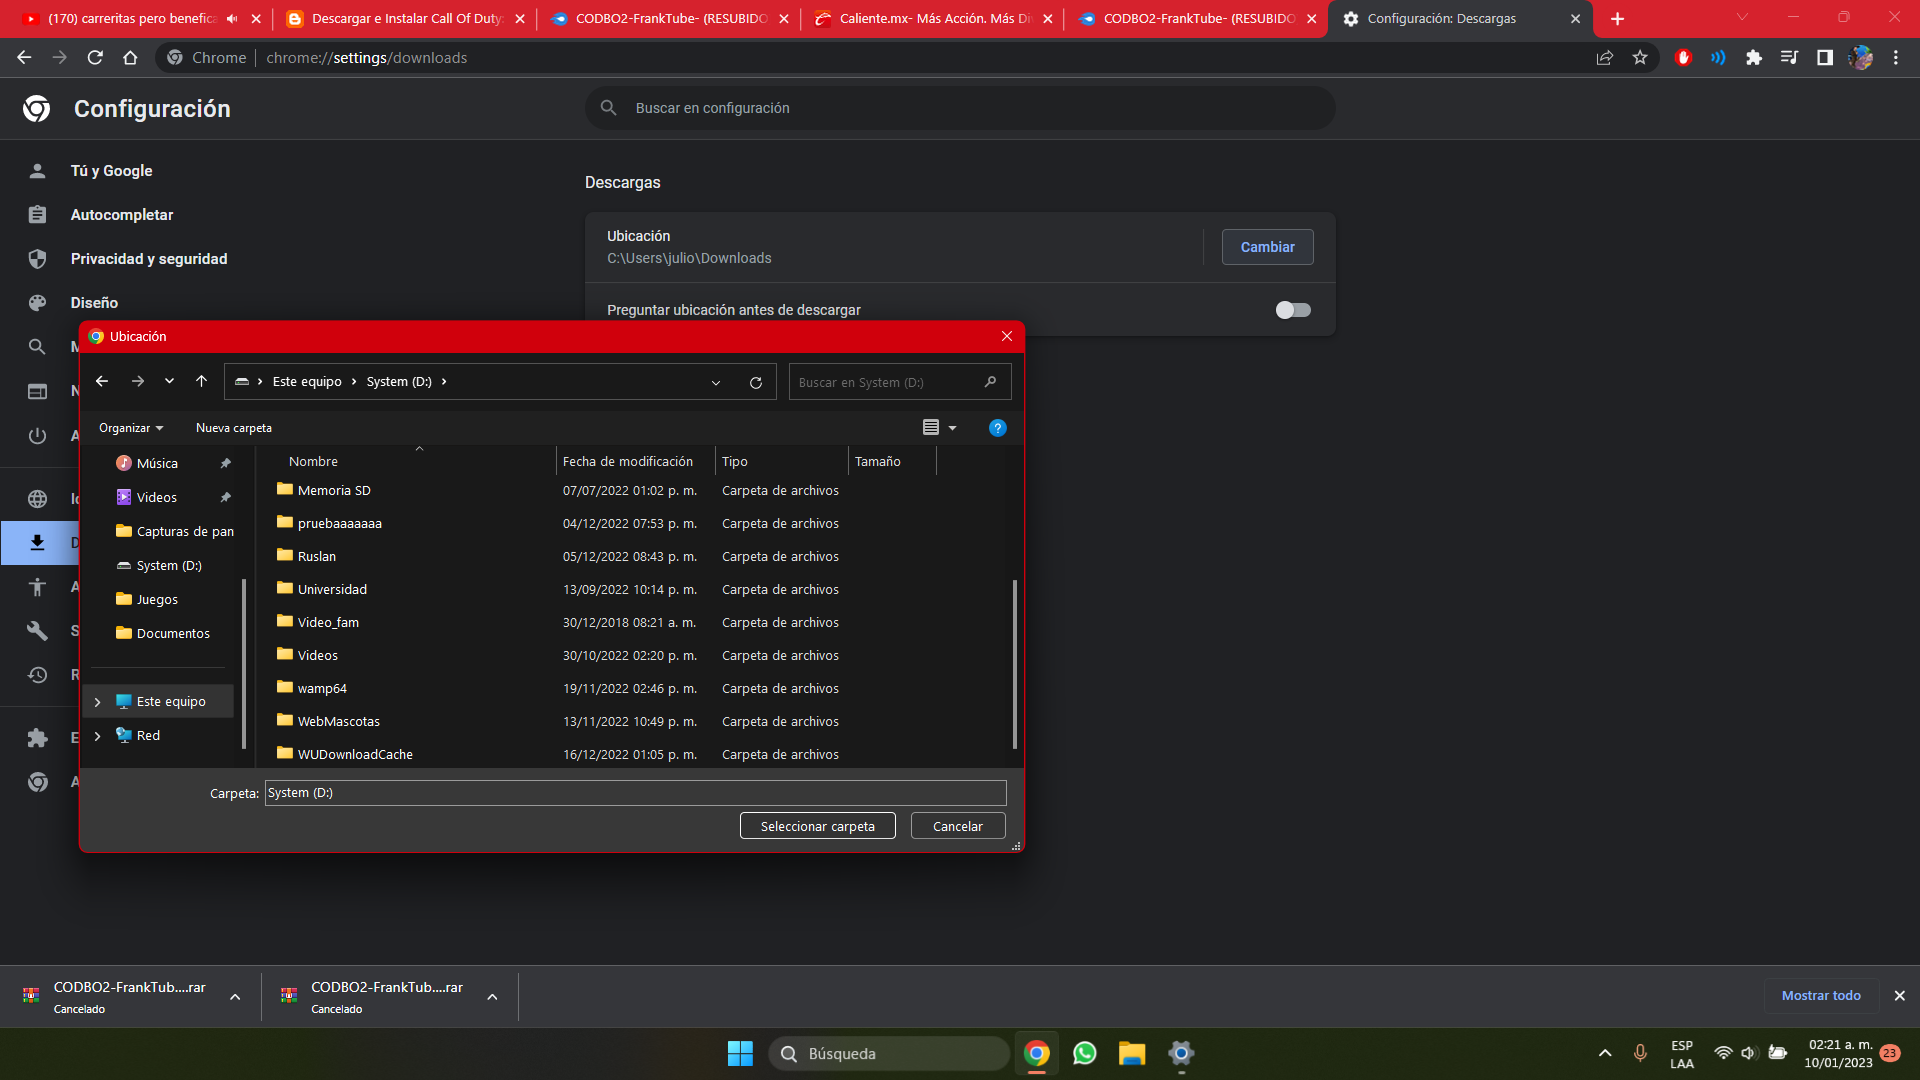 (170) carreritas pero benefica
Descargar e Instalar Call Of Duty:
CODBO2-FrankTube- (RESUBIDO
Caliente.mx- Más Acción. Más Di
CODBO2-FrankTube- (RESUBIDO
Configuración: Descargas
Chrome
chrome://settings/downloads
Configuración
Buscar en configuración
Tú y Google
Autocompletar
Privacidad y seguridad
Diseño
Descargas
Ubicación
C:\Users\julio\Downloads
Cambiar
Preguntar ubicación antes de descargar
Ubicación
Este equipo
System (D:)
Buscar en System (D:)
Organizar
Nueva carpeta
?
Música
Videos
Capturas de pan
System (D:)
Juegos
Documentos
Este equipo
Red
Nombre
Fecha de modificación
Tipo
Tamaño
Memoria SD 07/07/2022 01:02 p. m. Carpeta de archivos
pruebaaaaaaa 04/12/2022 07:53 p. m. Carpeta de archivos
Ruslan 05/12/2022 08:43 p. m. Carpeta de archivos
Universidad 13/09/2022 10:14 p. m. Carpeta de archivos
Video_fam 30/12/2018 08:21 a. m. Carpeta de archivos
Videos 30/10/2022 02:20 p. m. Carpeta de archivos
wamp64 19/11/2022 02:46 p. m. Carpeta de archivos
WebMascotas 13/11/2022 10:49 p. m. Carpeta de archivos
WUDownloadCache 16/12/2022 01:05 p. m. Carpeta de archivos
Carpeta: System (D:)
Seleccionar carpeta
Cancelar
CODBO2-FrankTub....rar
Cancelado
CODBO2-FrankTub....rar
Cancelado
Mostrar todo
Búsqueda
ESP
LAA
02:21 a. m.
10/01/2023
23